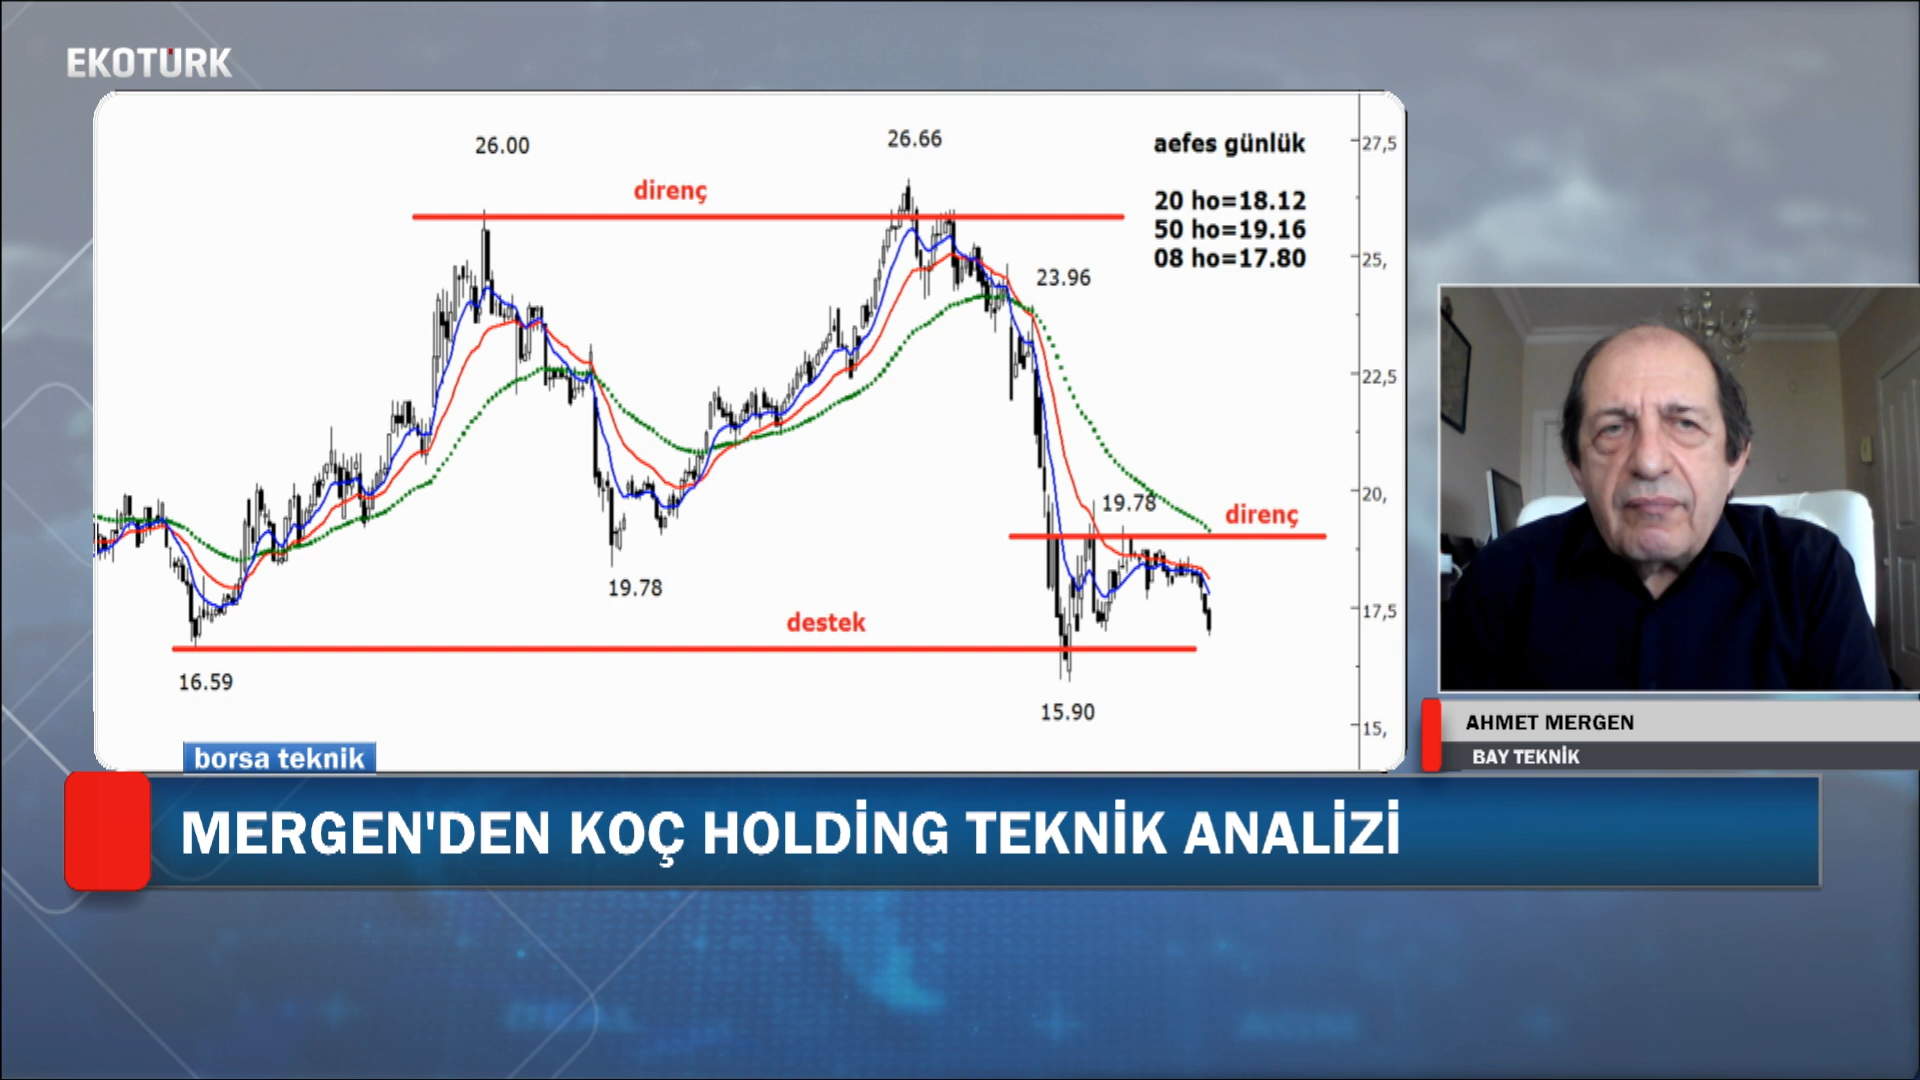 EKOTÜRK
26.00
26.66
aefes günlük
27,5
direnç
20 ho=18.12
50 ho=19.16
08 ho=17.80
25,
23.96
22,5
19.78
20,
direnç
19.78
17,5
destek
16.59
15.90
15,
AHMET MERGEN
BAY TEKNİK
borsa teknik
MERGEN'DEN KOÇ HOLDİNG TEKNİK ANALİZİ